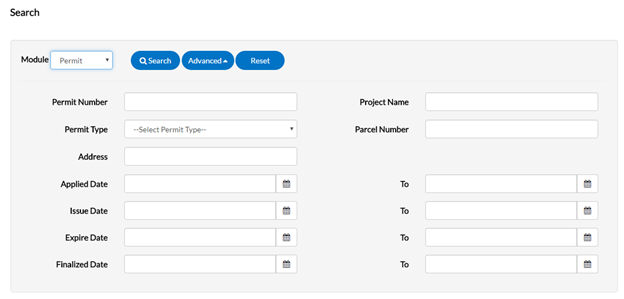 Search
Module Permit Search Advanced Reset
Permit Number Project Name
Permit Type --Select Permit Type-- Parcel Number
Address
Applied Date To
Issue Date To
Expire Date To
Finalized Date To